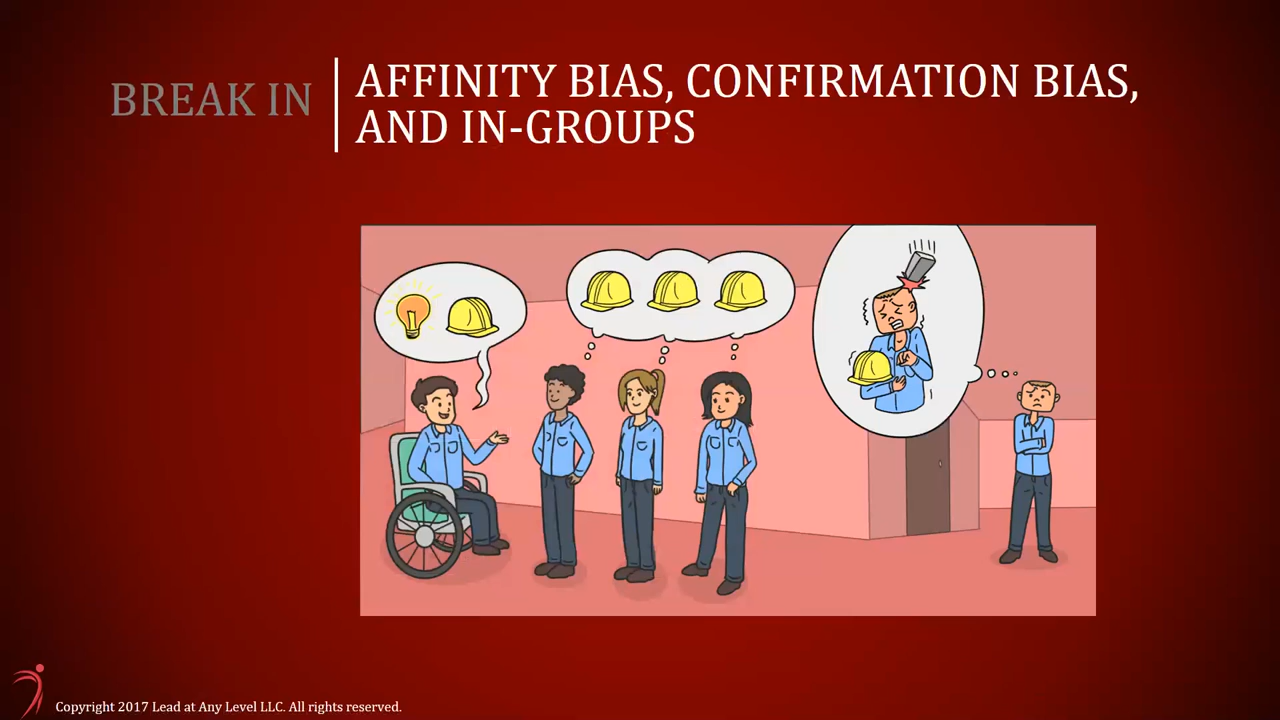 BREAK IN
AFFINITY BIAS, CONFIRMATION BIAS,
AND IN-GROUPS
Copyright 2017 Lead at Any Level LLC. All rights reserved.